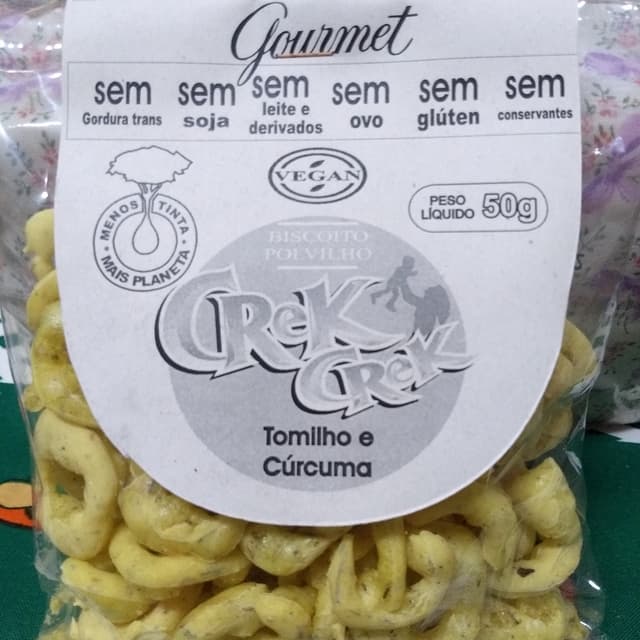 Gourmet
sem sem sem sem sem sem
Gordura trans soja leite e derivados ovo glúten conservantes
VEGAN
MENOS TINTA
MAIS PLANETA
PESO LÍQUIDO 50g
BISCOITO
POLVILHO
CReK
CReK
Tomilho e
Cúrcuma